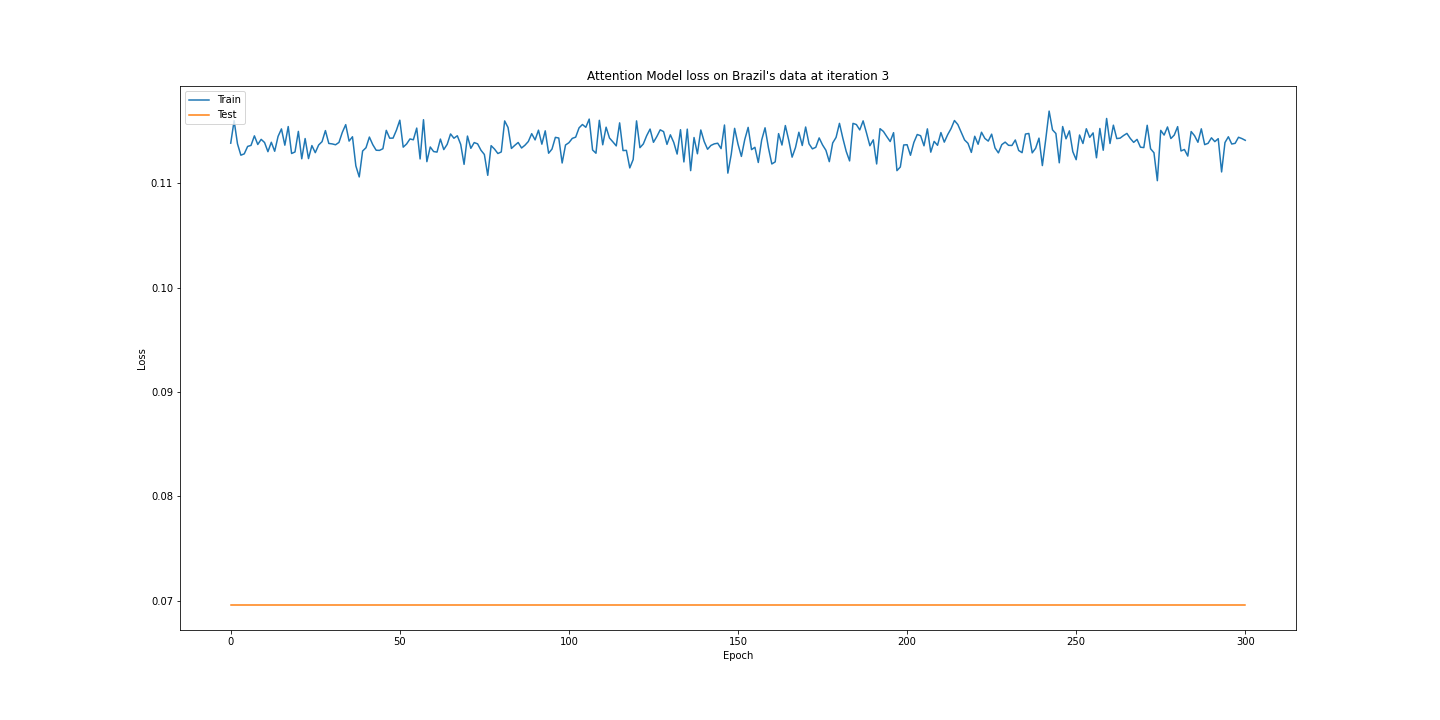 Attention Model loss on Brazil's data at iteration 3
Train
Test
0.11
0.10
0.09
0.08
0.07
Loss
0 50 100 150 200 250 300
Epoch